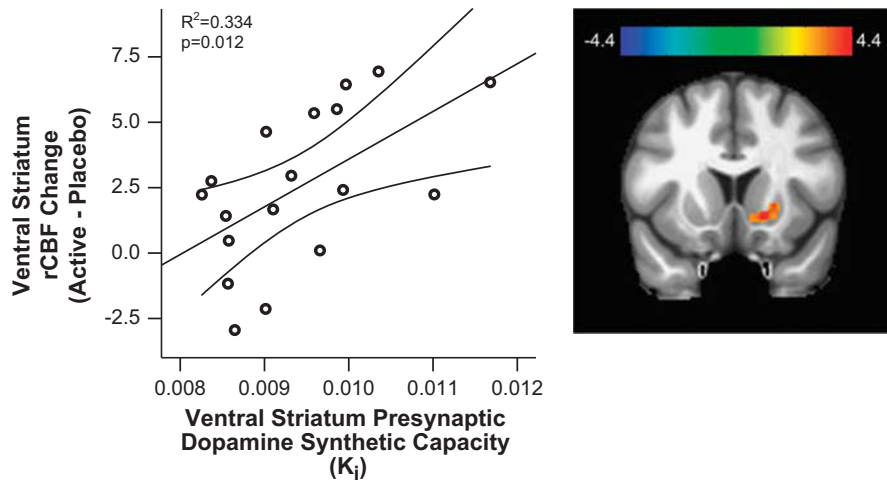 R²=0.334
p=0.012
7.5
5.0
2.5
0.0
-2.5
Ventral Striatum
rCBF Change
(Active - Placebo)
0.008 0.009 0.010 0.011 0.012
Ventral Striatum Presynaptic
Dopamine Synthetic Capacity
(Ki)
-4.4 4.4